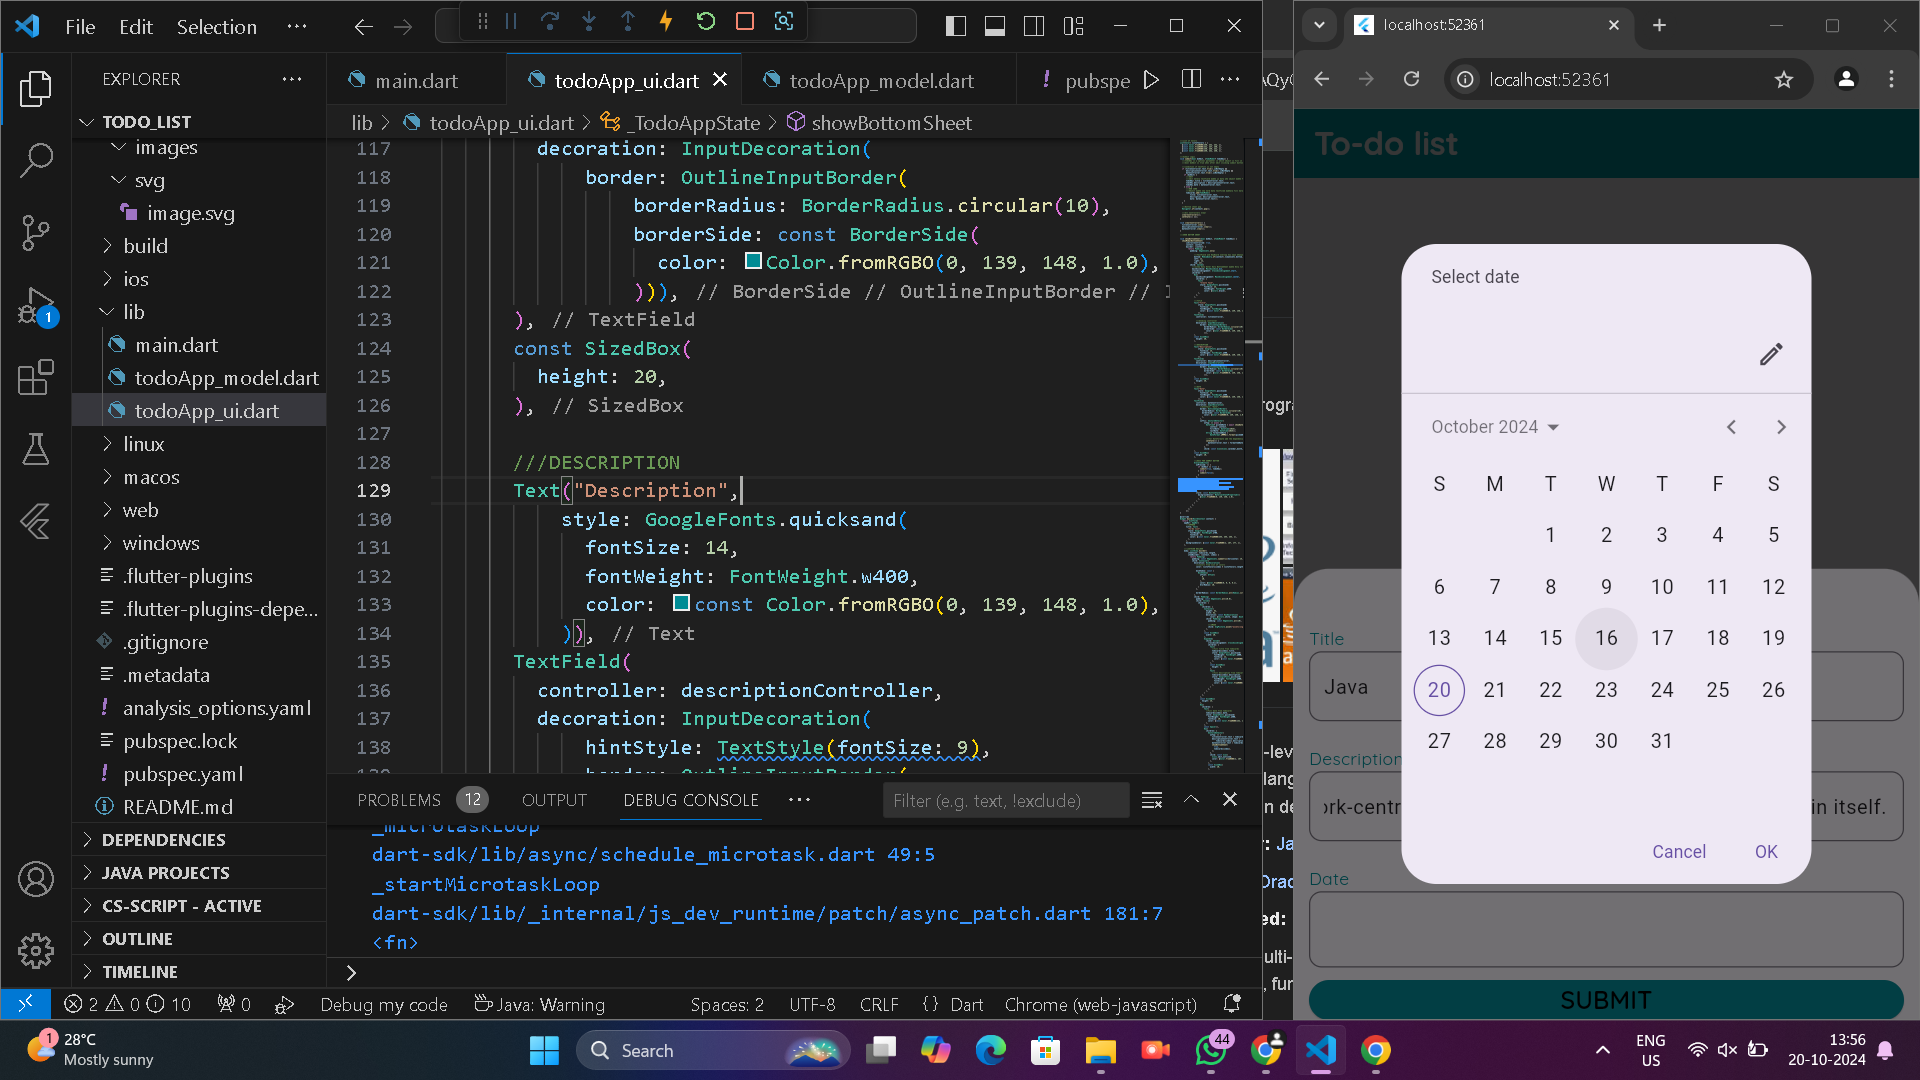 File Edit Selection ···
EXPLORER
TODO_LIST
images
svg
image.svg
build
ios
lib
main.dart
todoApp_model.dart
todoApp_ui.dart
linux
macos
web
windows
.flutter-plugins
.flutter-plugins-depe...
.gitignore
.metadata
analysis_options.yaml
pubspec.lock
pubspec.yaml
README.md
DEPENDENCIES
JAVA PROJECTS
CS-SCRIPT - ACTIVE
OUTLINE
TIMELINE
1
main.dart todoApp_ui.dart todoApp_model.dart pubspe
lib > todoApp_ui.dart > _TodoAppState > showBottomSheet
117 decoration: InputDecoration(
118 border: OutlineInputBorder(
119 borderRadius: BorderRadius.circular(10),
120 borderSide: const BorderSide(
121 color: Color.fromRGBO(0, 139, 148, 1.0),
122 ))), // BorderSide // OutlineInputBorder //
123 ), // TextField
124 const SizedBox(
125 height: 20,
126 ), // SizedBox
127
128 ///DESCRIPTION
129 Text("Description",
130 style: GoogleFonts.quicksand(
131 fontSize: 14,
132 fontWeight: FontWeight.w400,
133 color: const Color.fromRGBO(0, 139, 148, 1.0),
134 )), // Text
135 TextField(
136 controller: descriptionController,
137 decoration: InputDecoration(
138 hintStyle: TextStyle(fontSize: 9),
PROBLEMS 12 OUTPUT DEBUG CONSOLE ··· Filter (e.g. text, !exclude)
_microtaskLoop
dart-sdk/lib/async/schedule_microtask.dart 49:5
_startMicrotaskLoop
dart-sdk/lib/_internal/js_dev_runtime/patch/async_patch.dart 181:7
<fn>
>
2 0 10 0 Debug my code Java: Warning Spaces: 2 UTF-8 CRLF {} Dart Chrome (web-javascript)
localhost:52361
localhost:52361
To-do list
Select date
October 2024
S M T W T F S
1 2 3 4 5
6 7 8 9 10 11 12
13 14 15 16 17 18 19
20 21 22 23 24 25 26
27 28 29 30 31
Cancel OK
Title
Java
Description
ork-centr in itself.
Date
SUBMIT
1 28°C
Mostly sunny
Search
44
ENG
US
13:56
20-10-2024